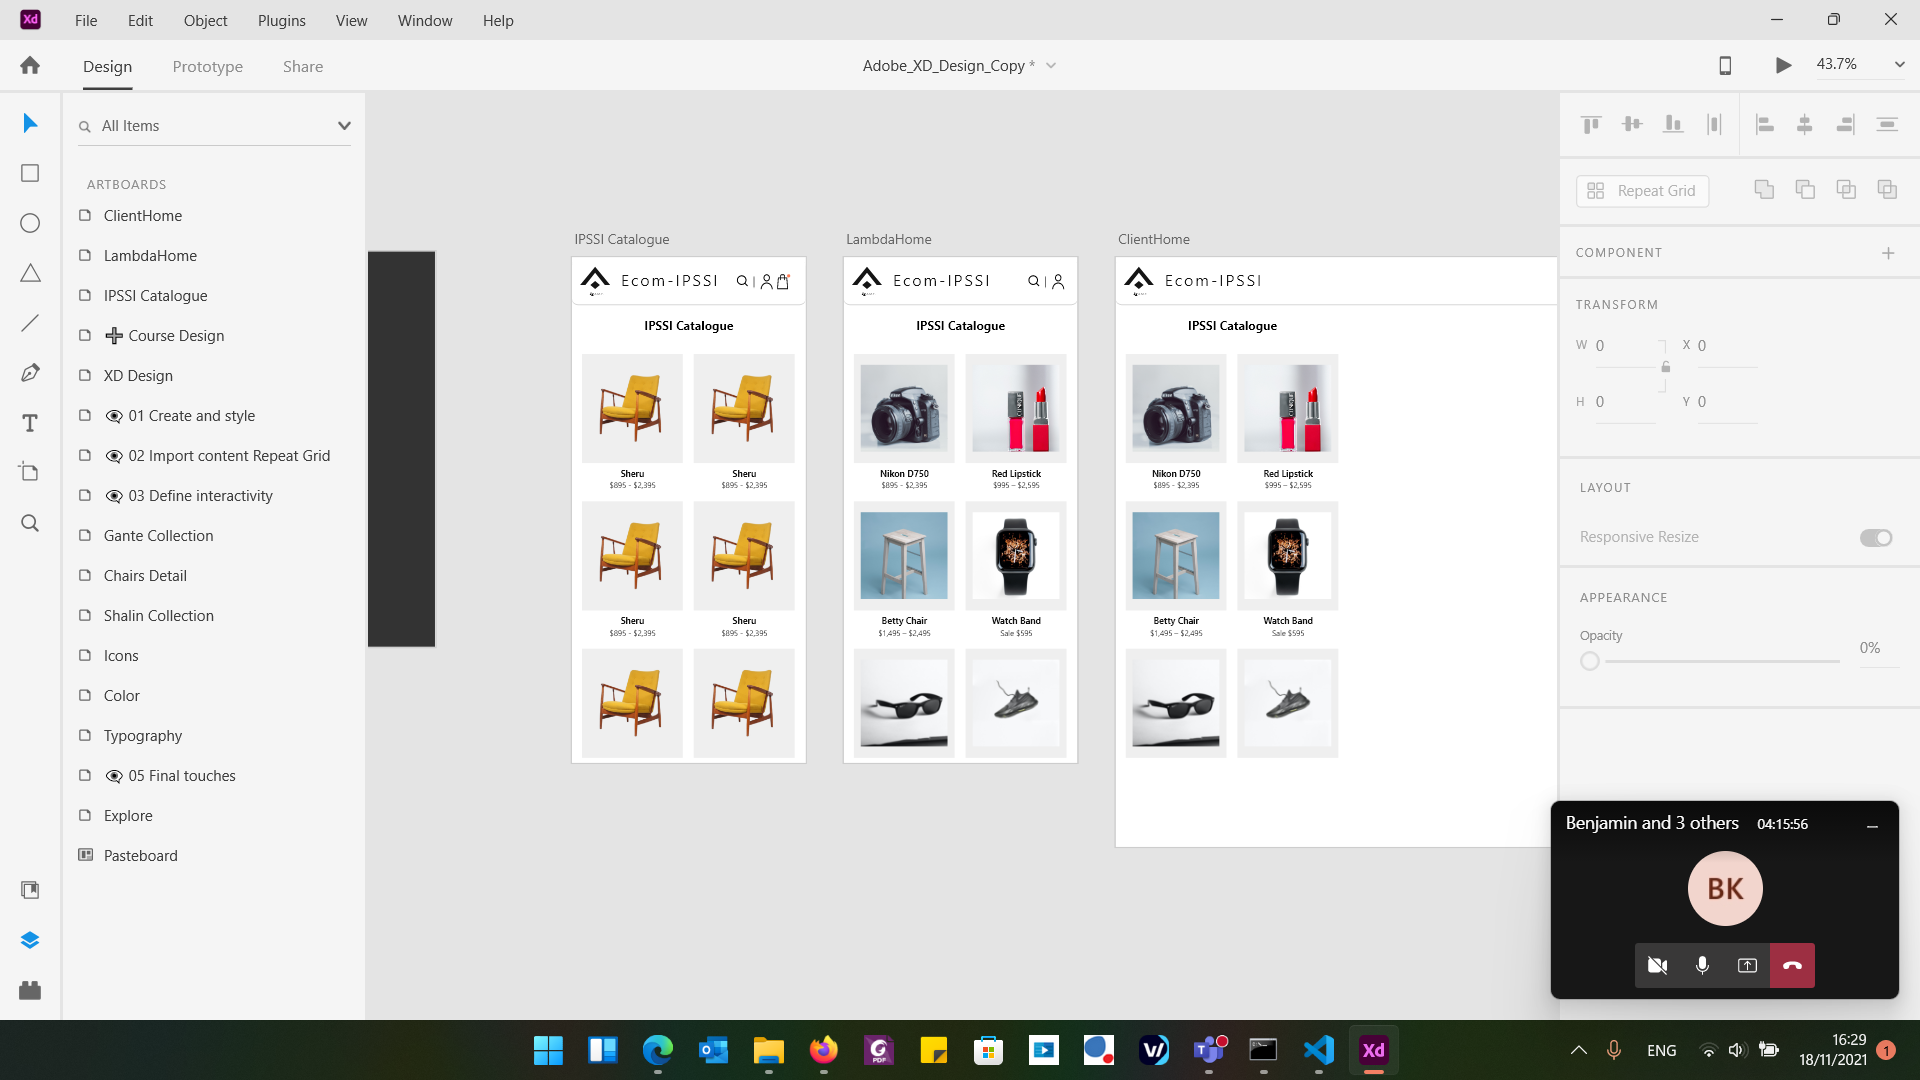 Xd File Edit Object Plugins View Window Help
Design Prototype Share
Adobe_XD_Design_Copy *
43.7%
All Items
ARTBOARDS
ClientHome
LambdaHome
IPSSI Catalogue
Course Design
XD Design
01 Create and style
02 Import content Repeat Grid
03 Define interactivity
Gante Collection
Chairs Detail
Shalin Collection
Icons
Color
Typography
05 Final touches
Explore
Pasteboard
IPSSI Catalogue
Ecom-IPSSI
IPSSI Catalogue
Sheru Sheru
$895 - $2,395 $895 - $2,395
Sheru Sheru
$895 - $2,395 $895 - $2,395
LambdaHome
Ecom-IPSSI
IPSSI Catalogue
Nikon D750 Red Lipstick
$895 - $2,395 $995 – $2,595
Betty Chair Watch Band
$1,495 – $2,495 Sale $595
ClientHome
Ecom-IPSSI
IPSSI Catalogue
Nikon D750 Red Lipstick
$895 - $2,395 $995 – $2,595
Betty Chair Watch Band
$1,495 – $2,495 Sale $595
Repeat Grid
COMPONENT
TRANSFORM
W 0 X 0
H 0 Y 0
LAYOUT
Responsive Resize
APPEARANCE
Opacity
0%
Benjamin and 3 others 04:15:56
BK
PDF
Xd
ENG
16:29
18/11/2021
1